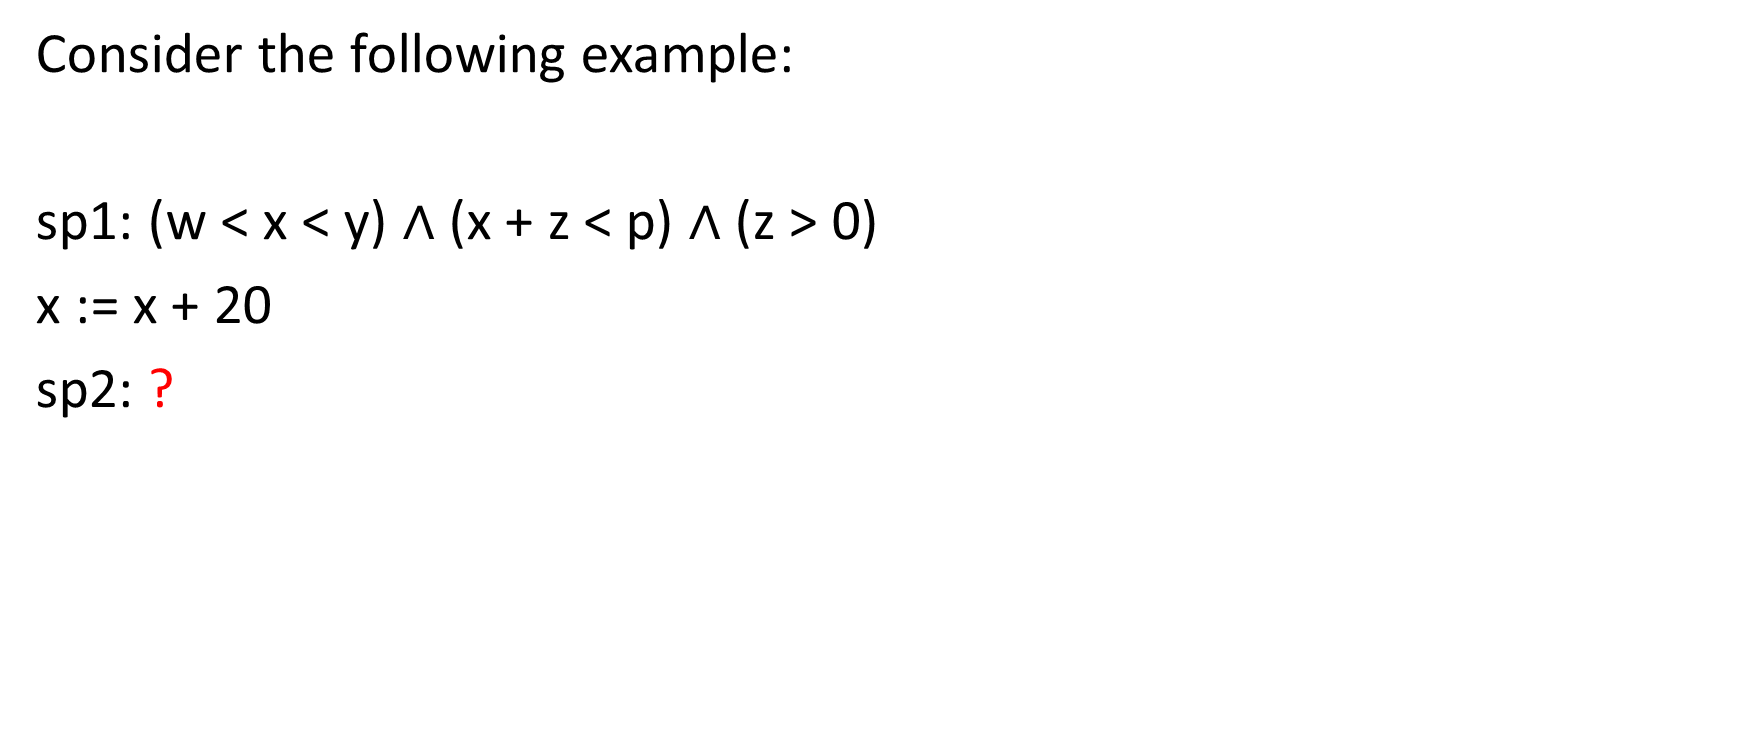 Consider the following example:
sp1: (w < x < y) ∧ (x + z < p) ∧ (z > 0)
x := x + 20
sp2: ?